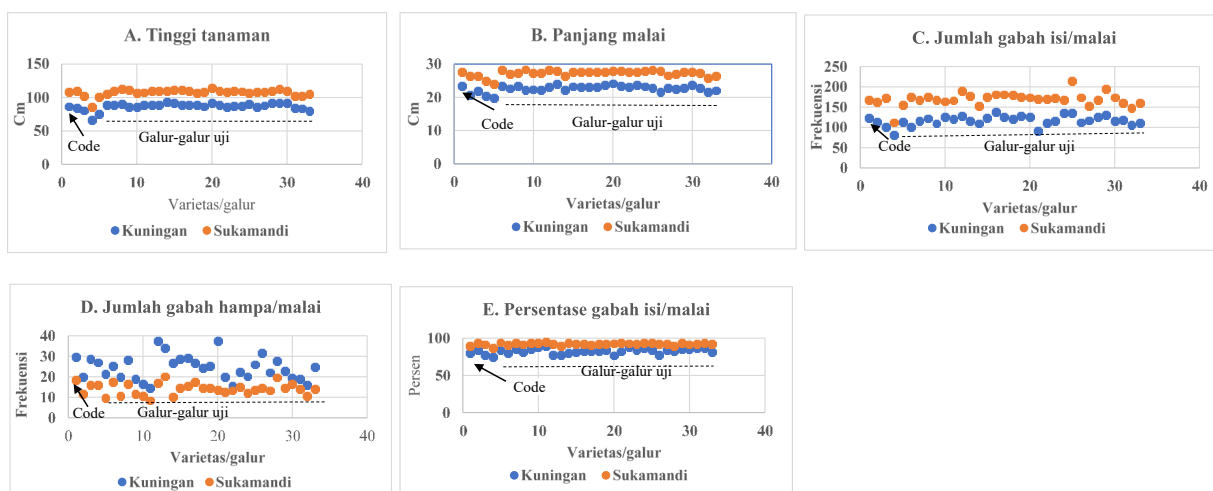 A. Tinggi tanaman
150
100
50
0
Cm
Code
Galur-galur uji
0 10 20 30 40
Varietas/galur
Kuningan Sukamandi
B. Panjang malai
30
20
10
0
Cm
Code
Galur-galur uji
0 10 20 30 40
Varietas/galur
Kuningan Sukamandi
C. Jumlah gabah isi/malai
250
200
150
100
50
0
Frekuensi
Code
Galur-galur uji
0 10 20 30 40
Varietas/galur
Kuningan Sukamandi
D. Jumlah gabah hampa/malai
40
30
20
10
0
Frekuensi
Code
Galur-galur uji
0 10 20 30 40
Varietas/galur
Kuningan Sukamandi
E. Persentase gabah isi/malai
100
50
0
Persen
Code
Galur-galur uji
0 10 20 30 40
Varietas/galur
Kuningan Sukamandi